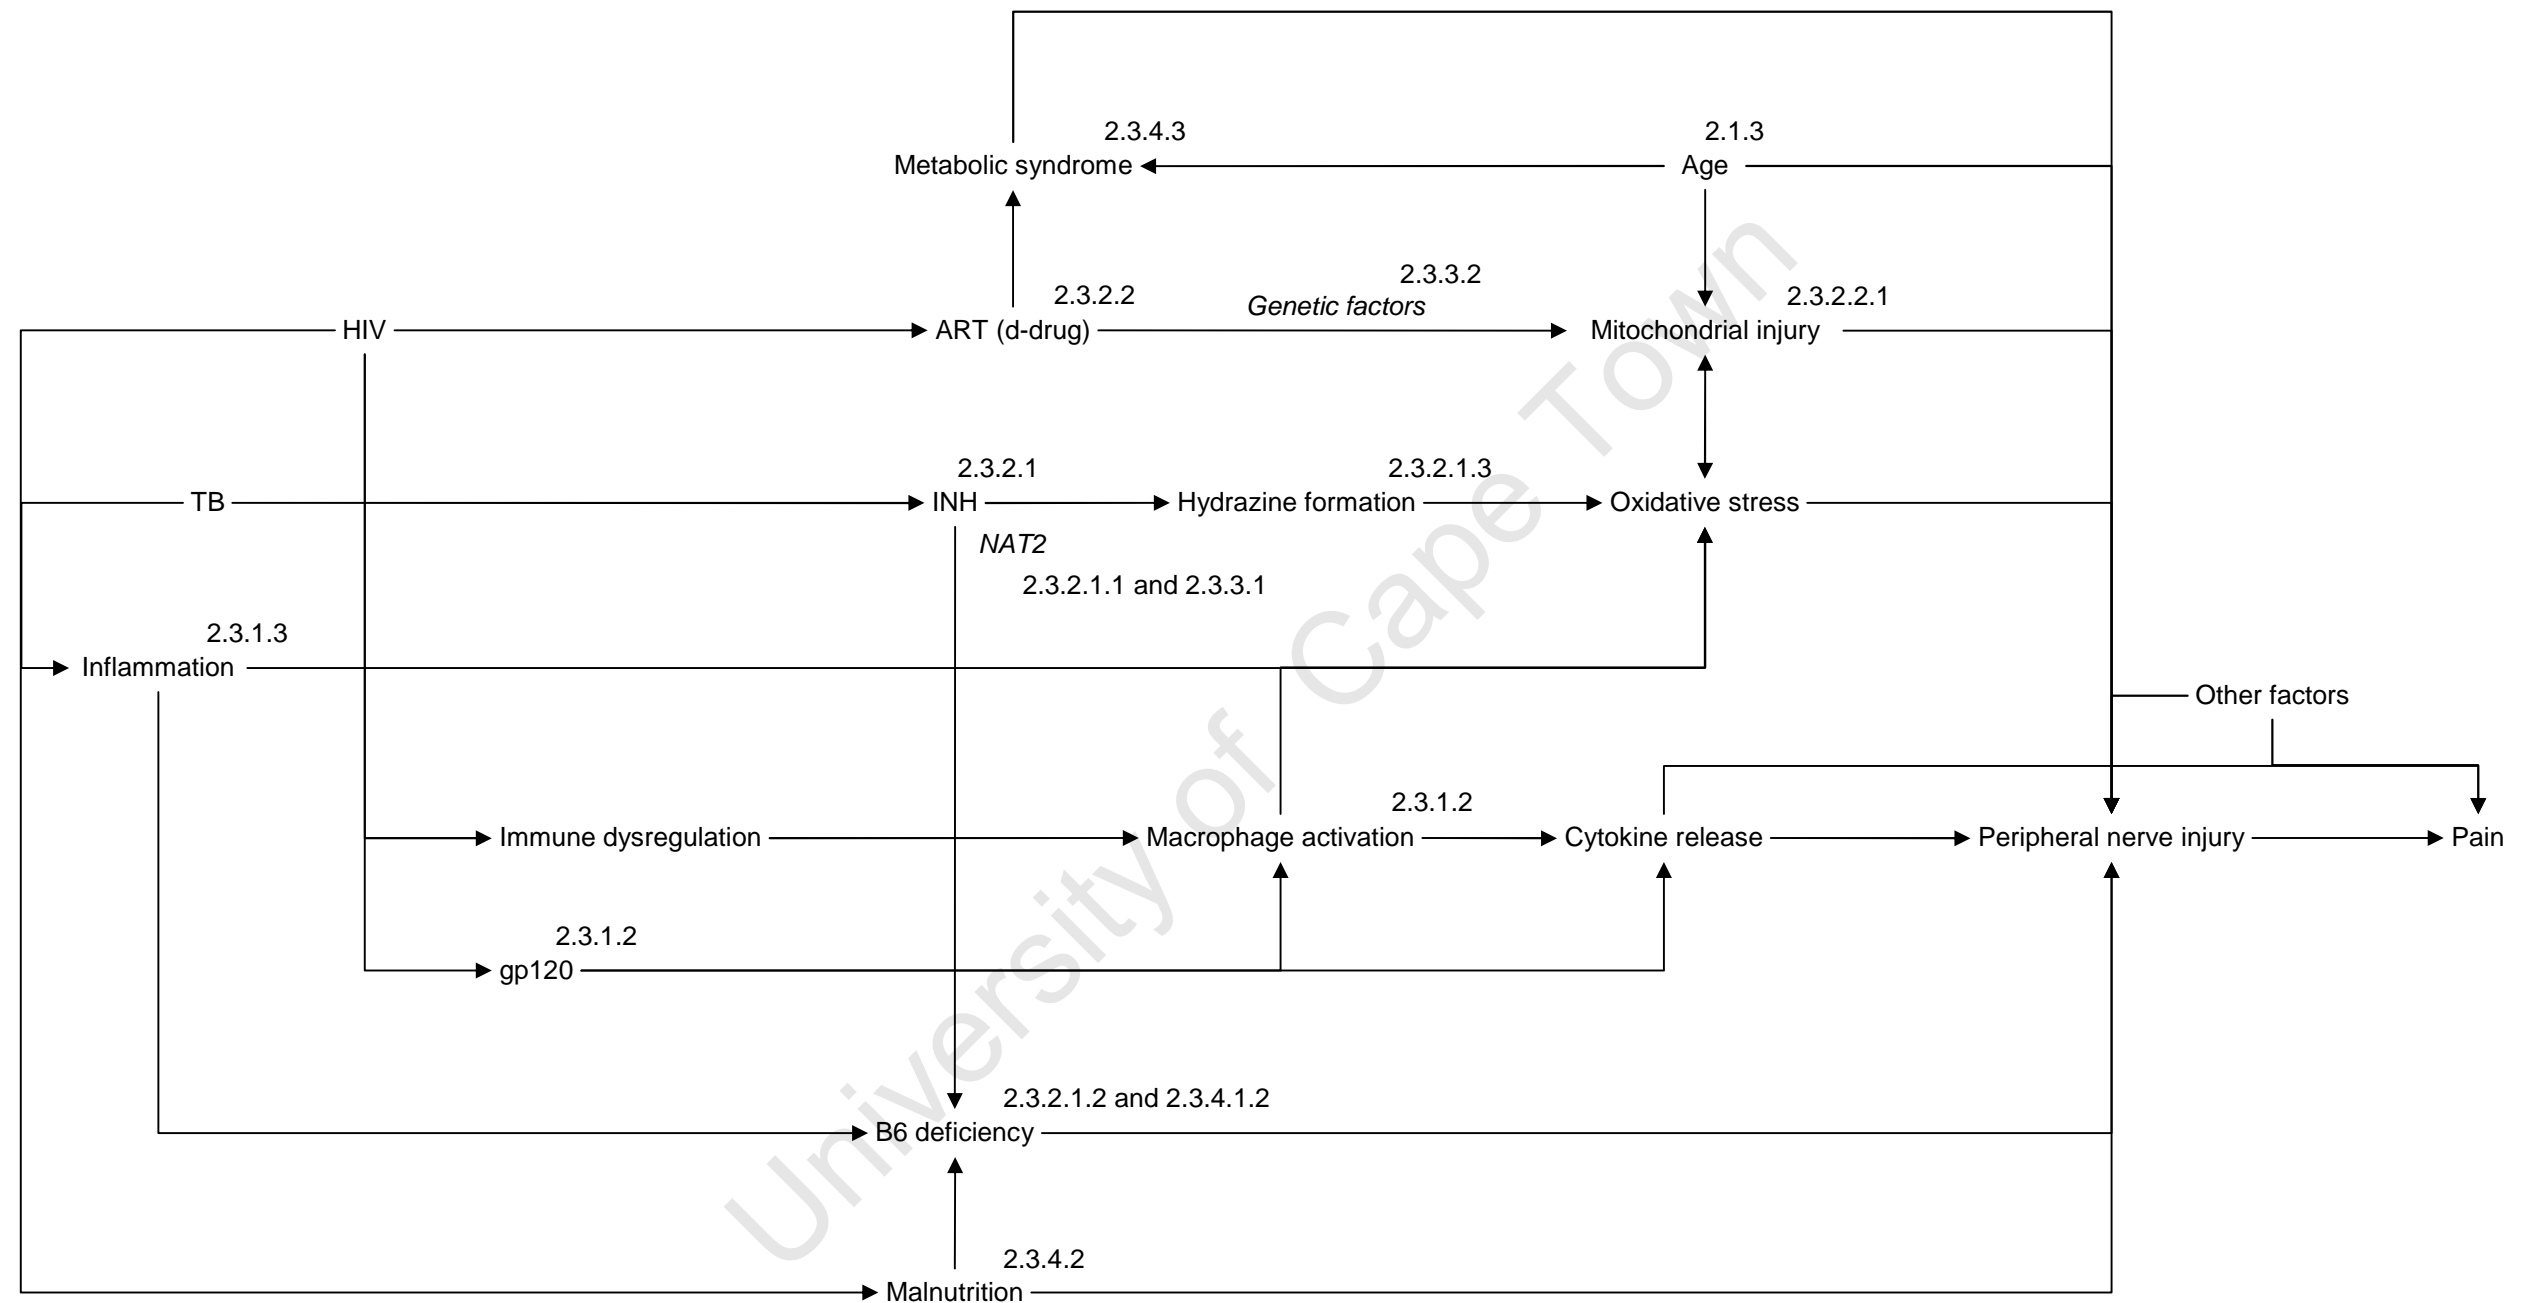 2.3.4.3
2.1.3
Metabolic syndrome
Age
2.3.3.2
2.3.2.2
Genetic factors
2.3.2.2.1
HIV
ART (d-drug)
Mitochondrial injury
2.3.2.1
2.3.2.1.3
TB
INH
Hydrazine formation
Oxidative stress
NAT2
2.3.2.1.1 and 2.3.3.1
2.3.1.3
Inflammation
Other factors
2.3.1.2
Immune dysregulation
Macrophage activation
Cytokine release
Peripheral nerve injury
Pain
2.3.1.2
gp120
2.3.2.1.2 and 2.3.4.1.2
B6 deficiency
2.3.4.2
Malnutrition
University of Cape Town